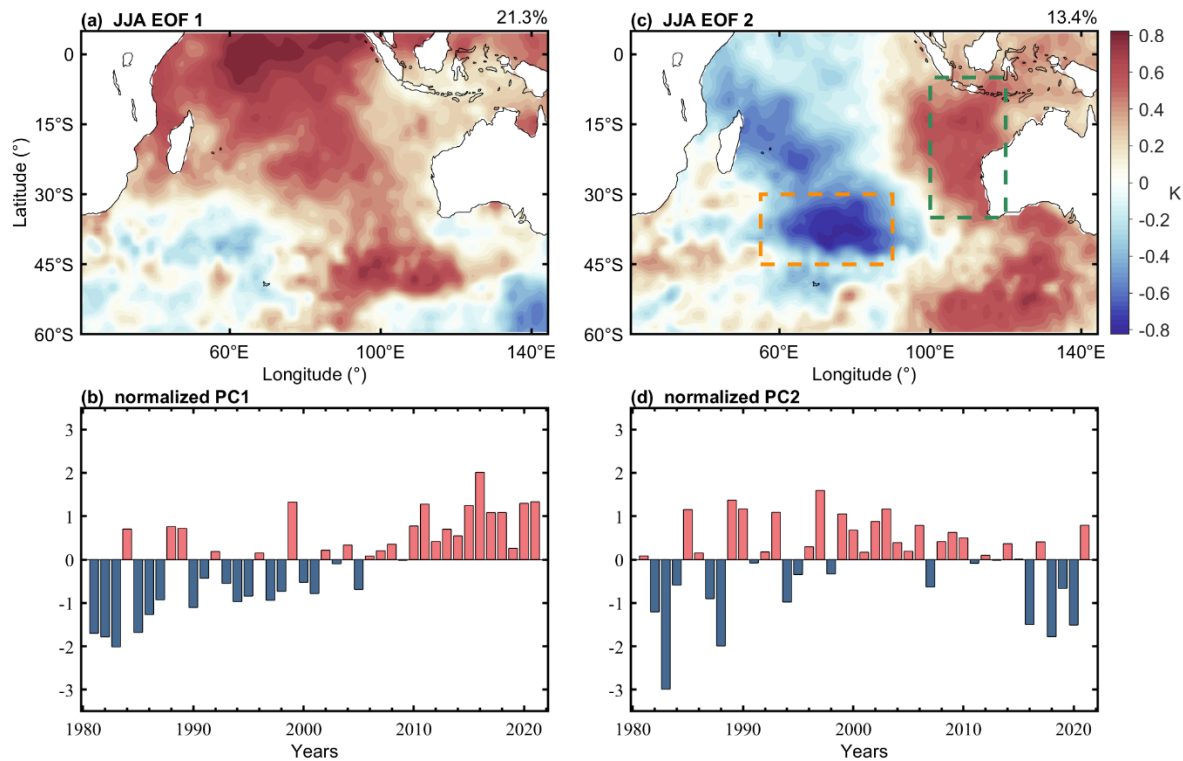 (a) JJA EOF 1 21.3% (c) JJA EOF 2 13.4%
0 0.8
0.6
15°S 15°S 0.4
0.2
30°S 30°S 0 K
-0.2
45°S 45°S -0.4
-0.6
60°S 60°S -0.8
60°E 100°E 140°E 60°E 100°E 140°E
Latitude (°)
Longitude (°) Longitude (°)
(b) normalized PC1 (d) normalized PC2
3 3
2 2
1 1
0 0
-1 -1
-2 -2
-3 -3
1980 1990 2000 2010 2020 1980 1990 2000 2010 2020
Years Years